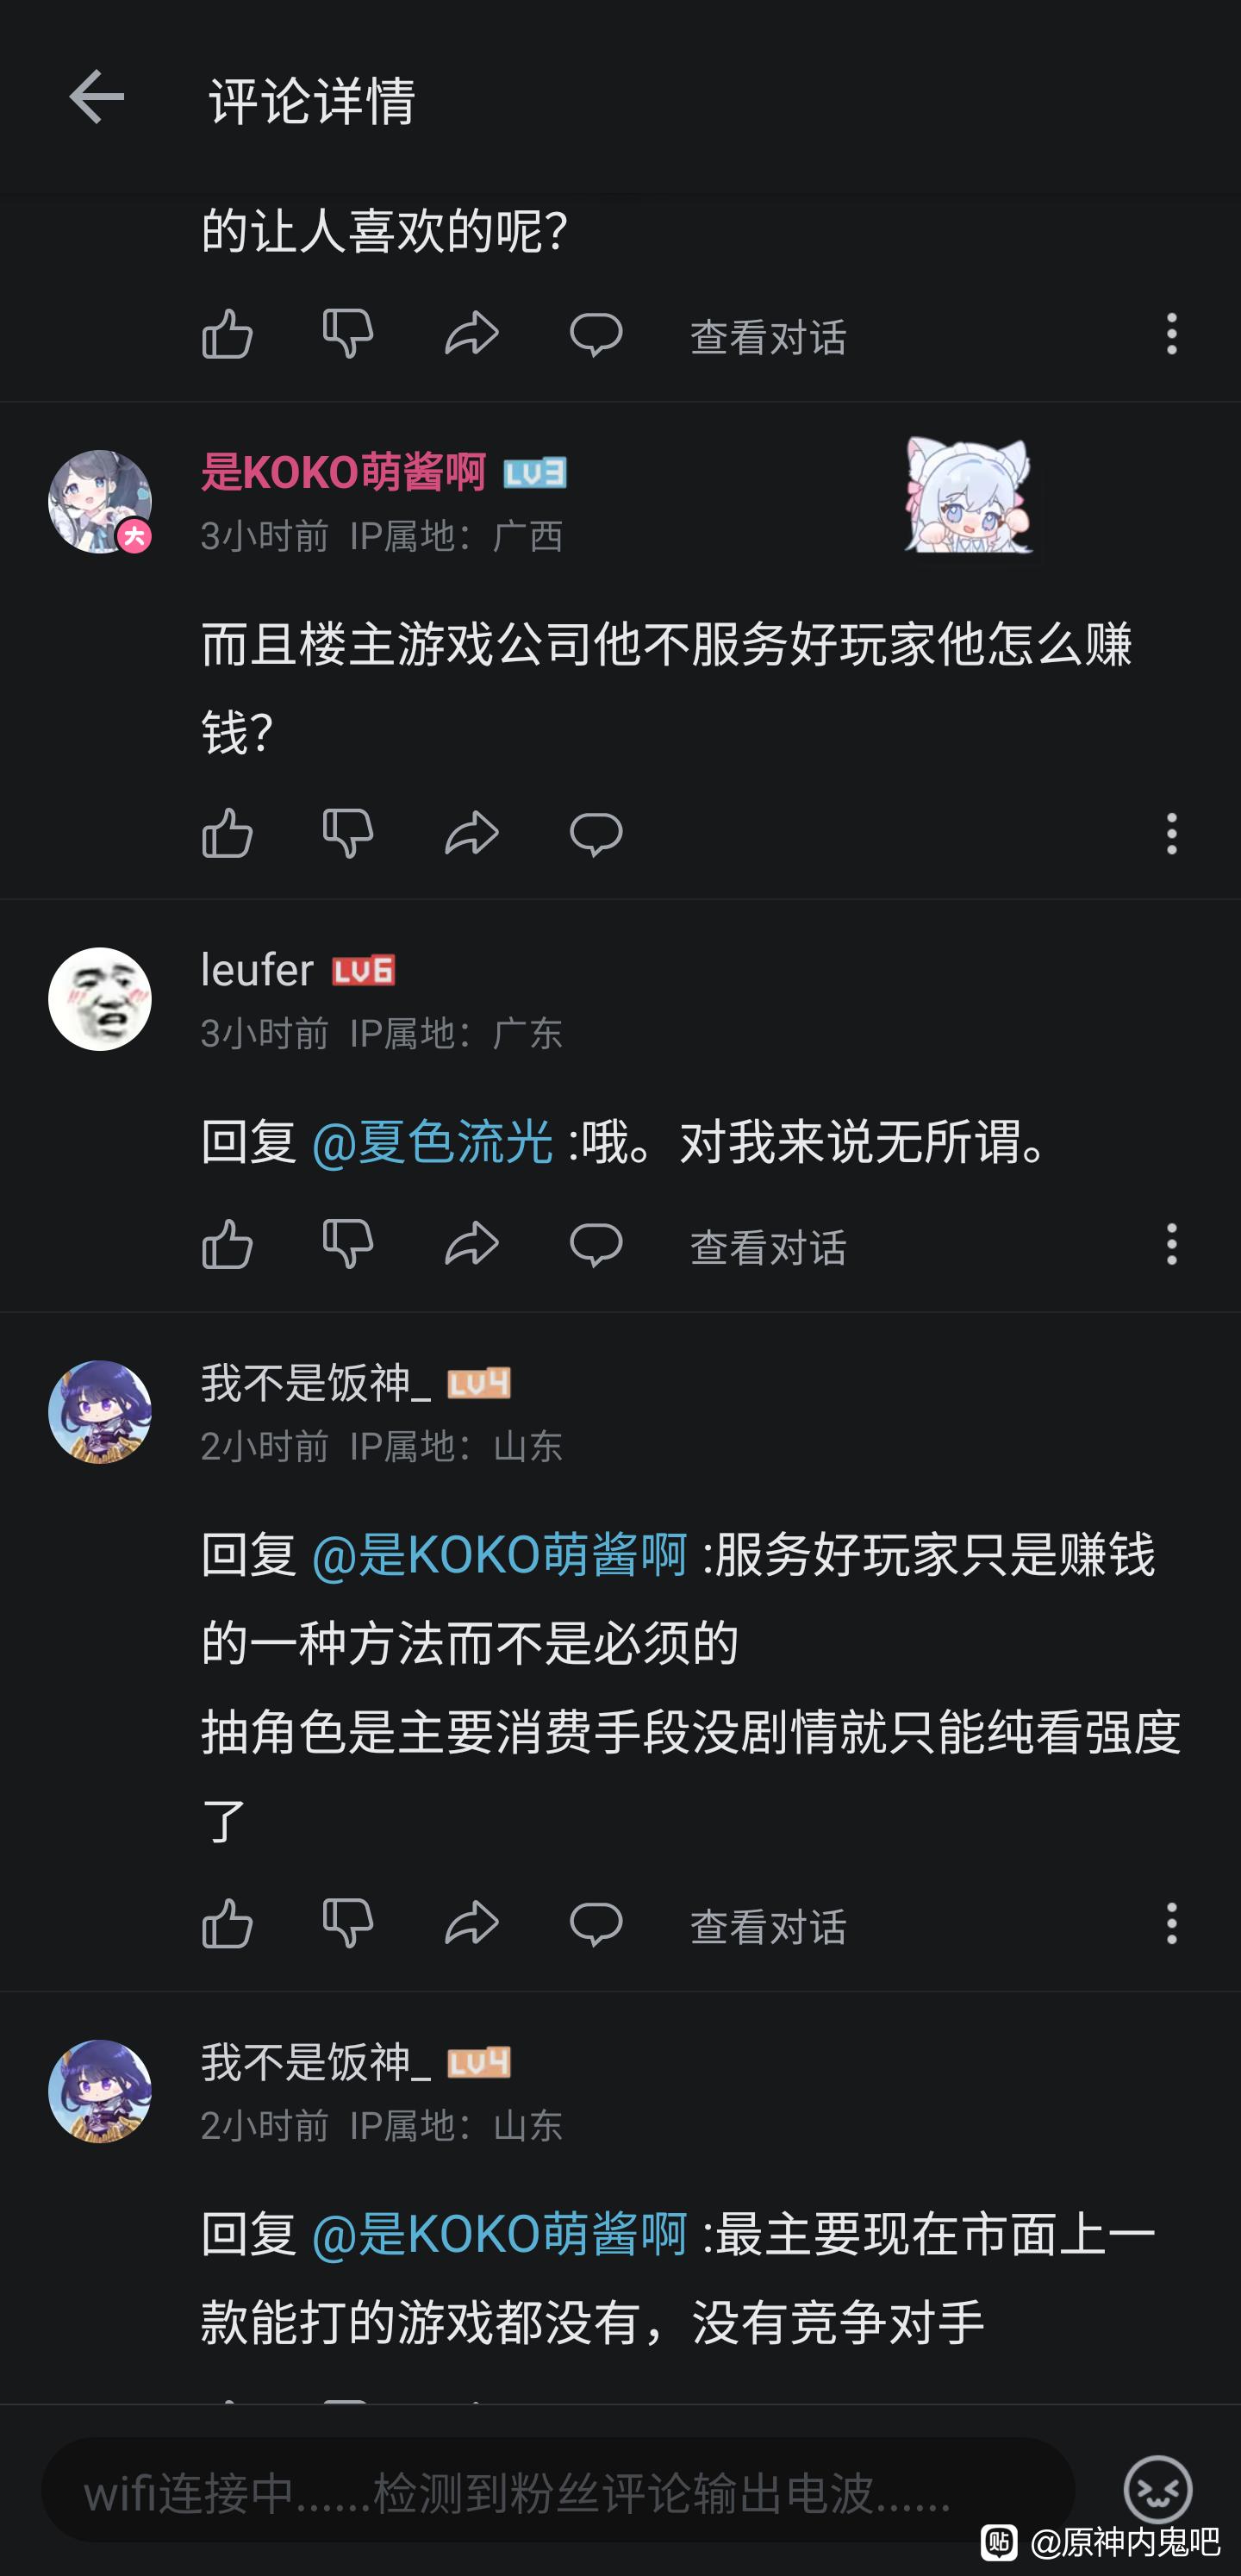 评论详情
的让人喜欢的呢？
查看对话
是KOKO萌酱啊 LV3
3小时前 IP属地：广西
而且楼主游戏公司他不服务好玩家他怎么赚
钱？
leufer LV6
3小时前 IP属地：广东
回复 @夏色流光 :哦。对我来说无所谓。
查看对话
我不是饭神_ LV4
2小时前 IP属地：山东
回复 @是KOKO萌酱啊 :服务好玩家只是赚钱
的一种方法而不是必须的
抽角色是主要消费手段没剧情就只能纯看强度
了
查看对话
我不是饭神_ LV4
2小时前 IP属地：山东
回复 @是KOKO萌酱啊 :最主要现在市面上一
款能打的游戏都没有，没有竞争对手
wifi连接中......检测到粉丝评论输出电波......
贴 @原神内鬼吧